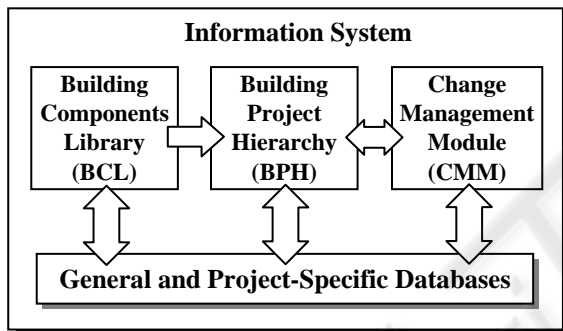 Information System
Building
Components
Library
(BCL)
Building
Project
Hierarchy
(BPH)
Change
Management
Module
(CMM)
General and Project-Specific Databases